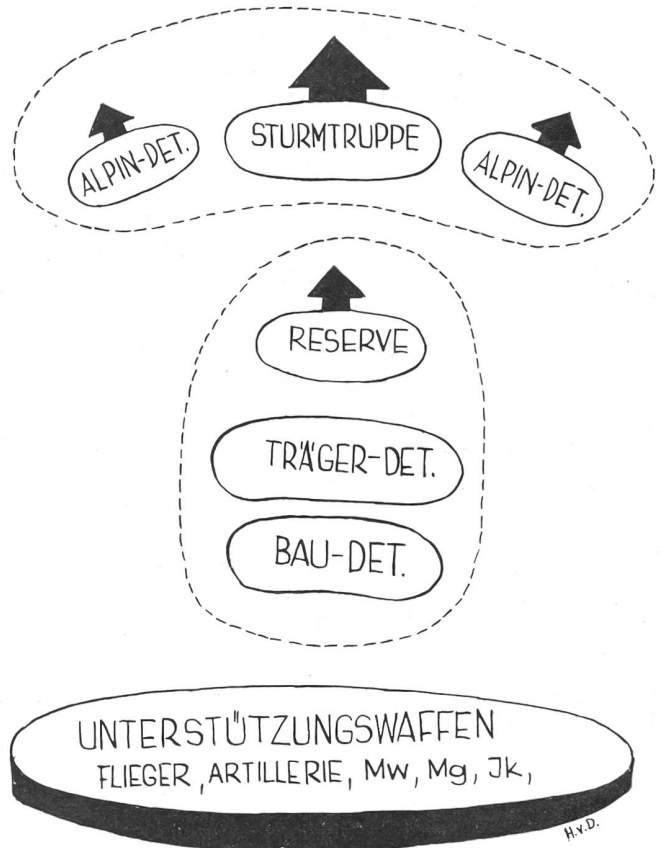 STURMTRUPPE
ALPIN-DET.
ALPIN-DET.
RESERVE
TRÄGER-DET.
BAU-DET.
UNTERSTÜTZUNGSWAFFEN
FLIEGER, ARTILLERIE, Mw, Mg, Jk,
H.v.D.